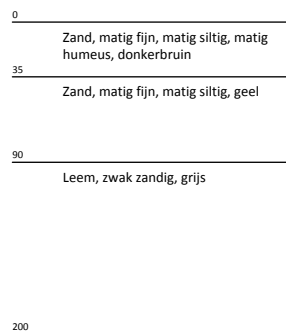 0
Zand, matig fijn, matig siltig, matig
humeus, donkerbruin
35
Zand, matig fijn, matig siltig, geel
90
Leem, zwak zandig, grijs
200